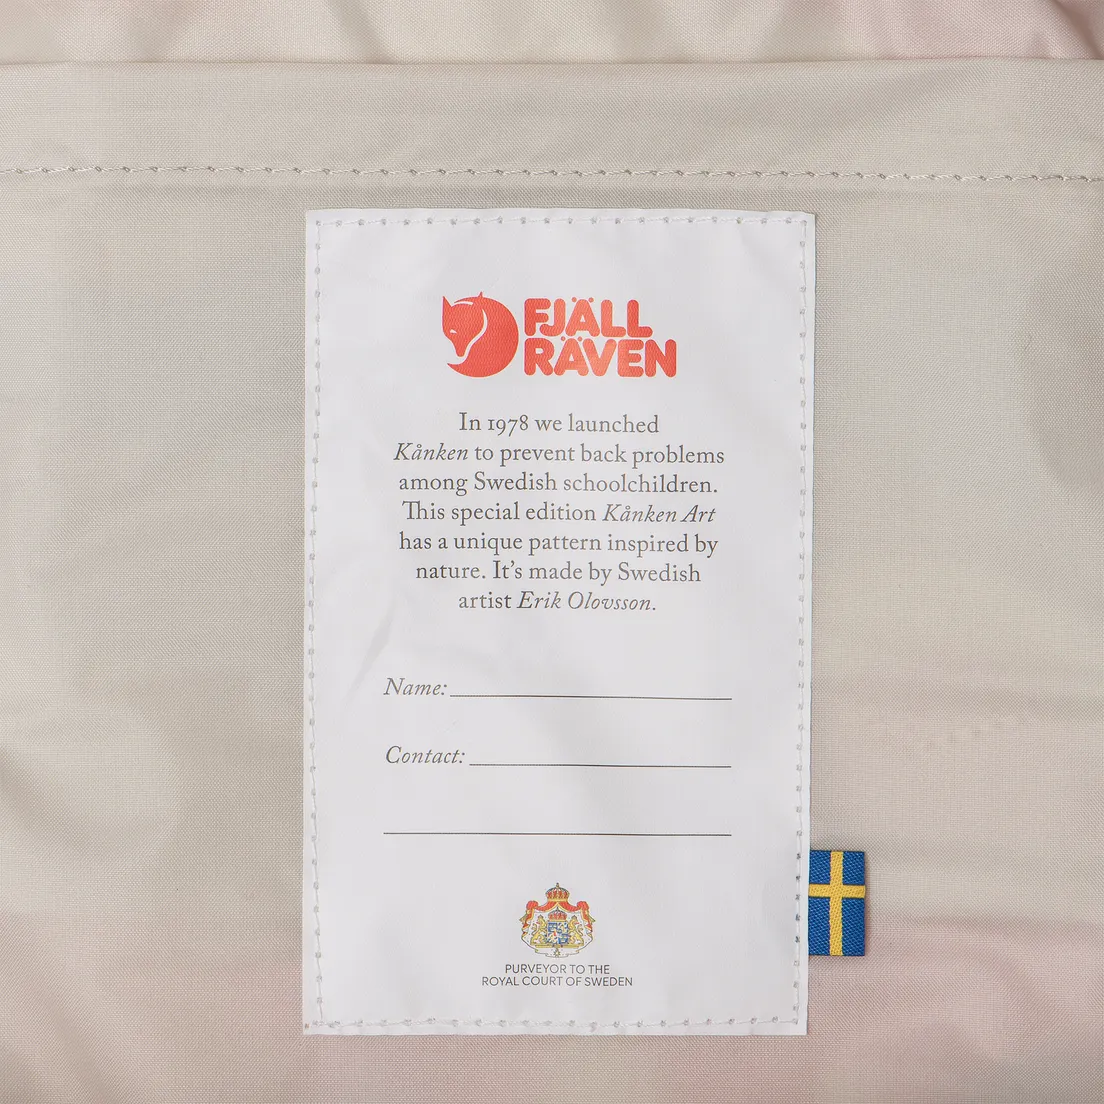 FJÄLL
RÄVEN
In 1978 we launched
Kånken to prevent back problems
among Swedish schoolchildren.
This special edition Kånken Art
has a unique pattern inspired by
nature. It's made by Swedish
artist Erik Olovsson.
Name:
Contact:
PURVEYOR TO THE
ROYAL COURT OF SWEDEN